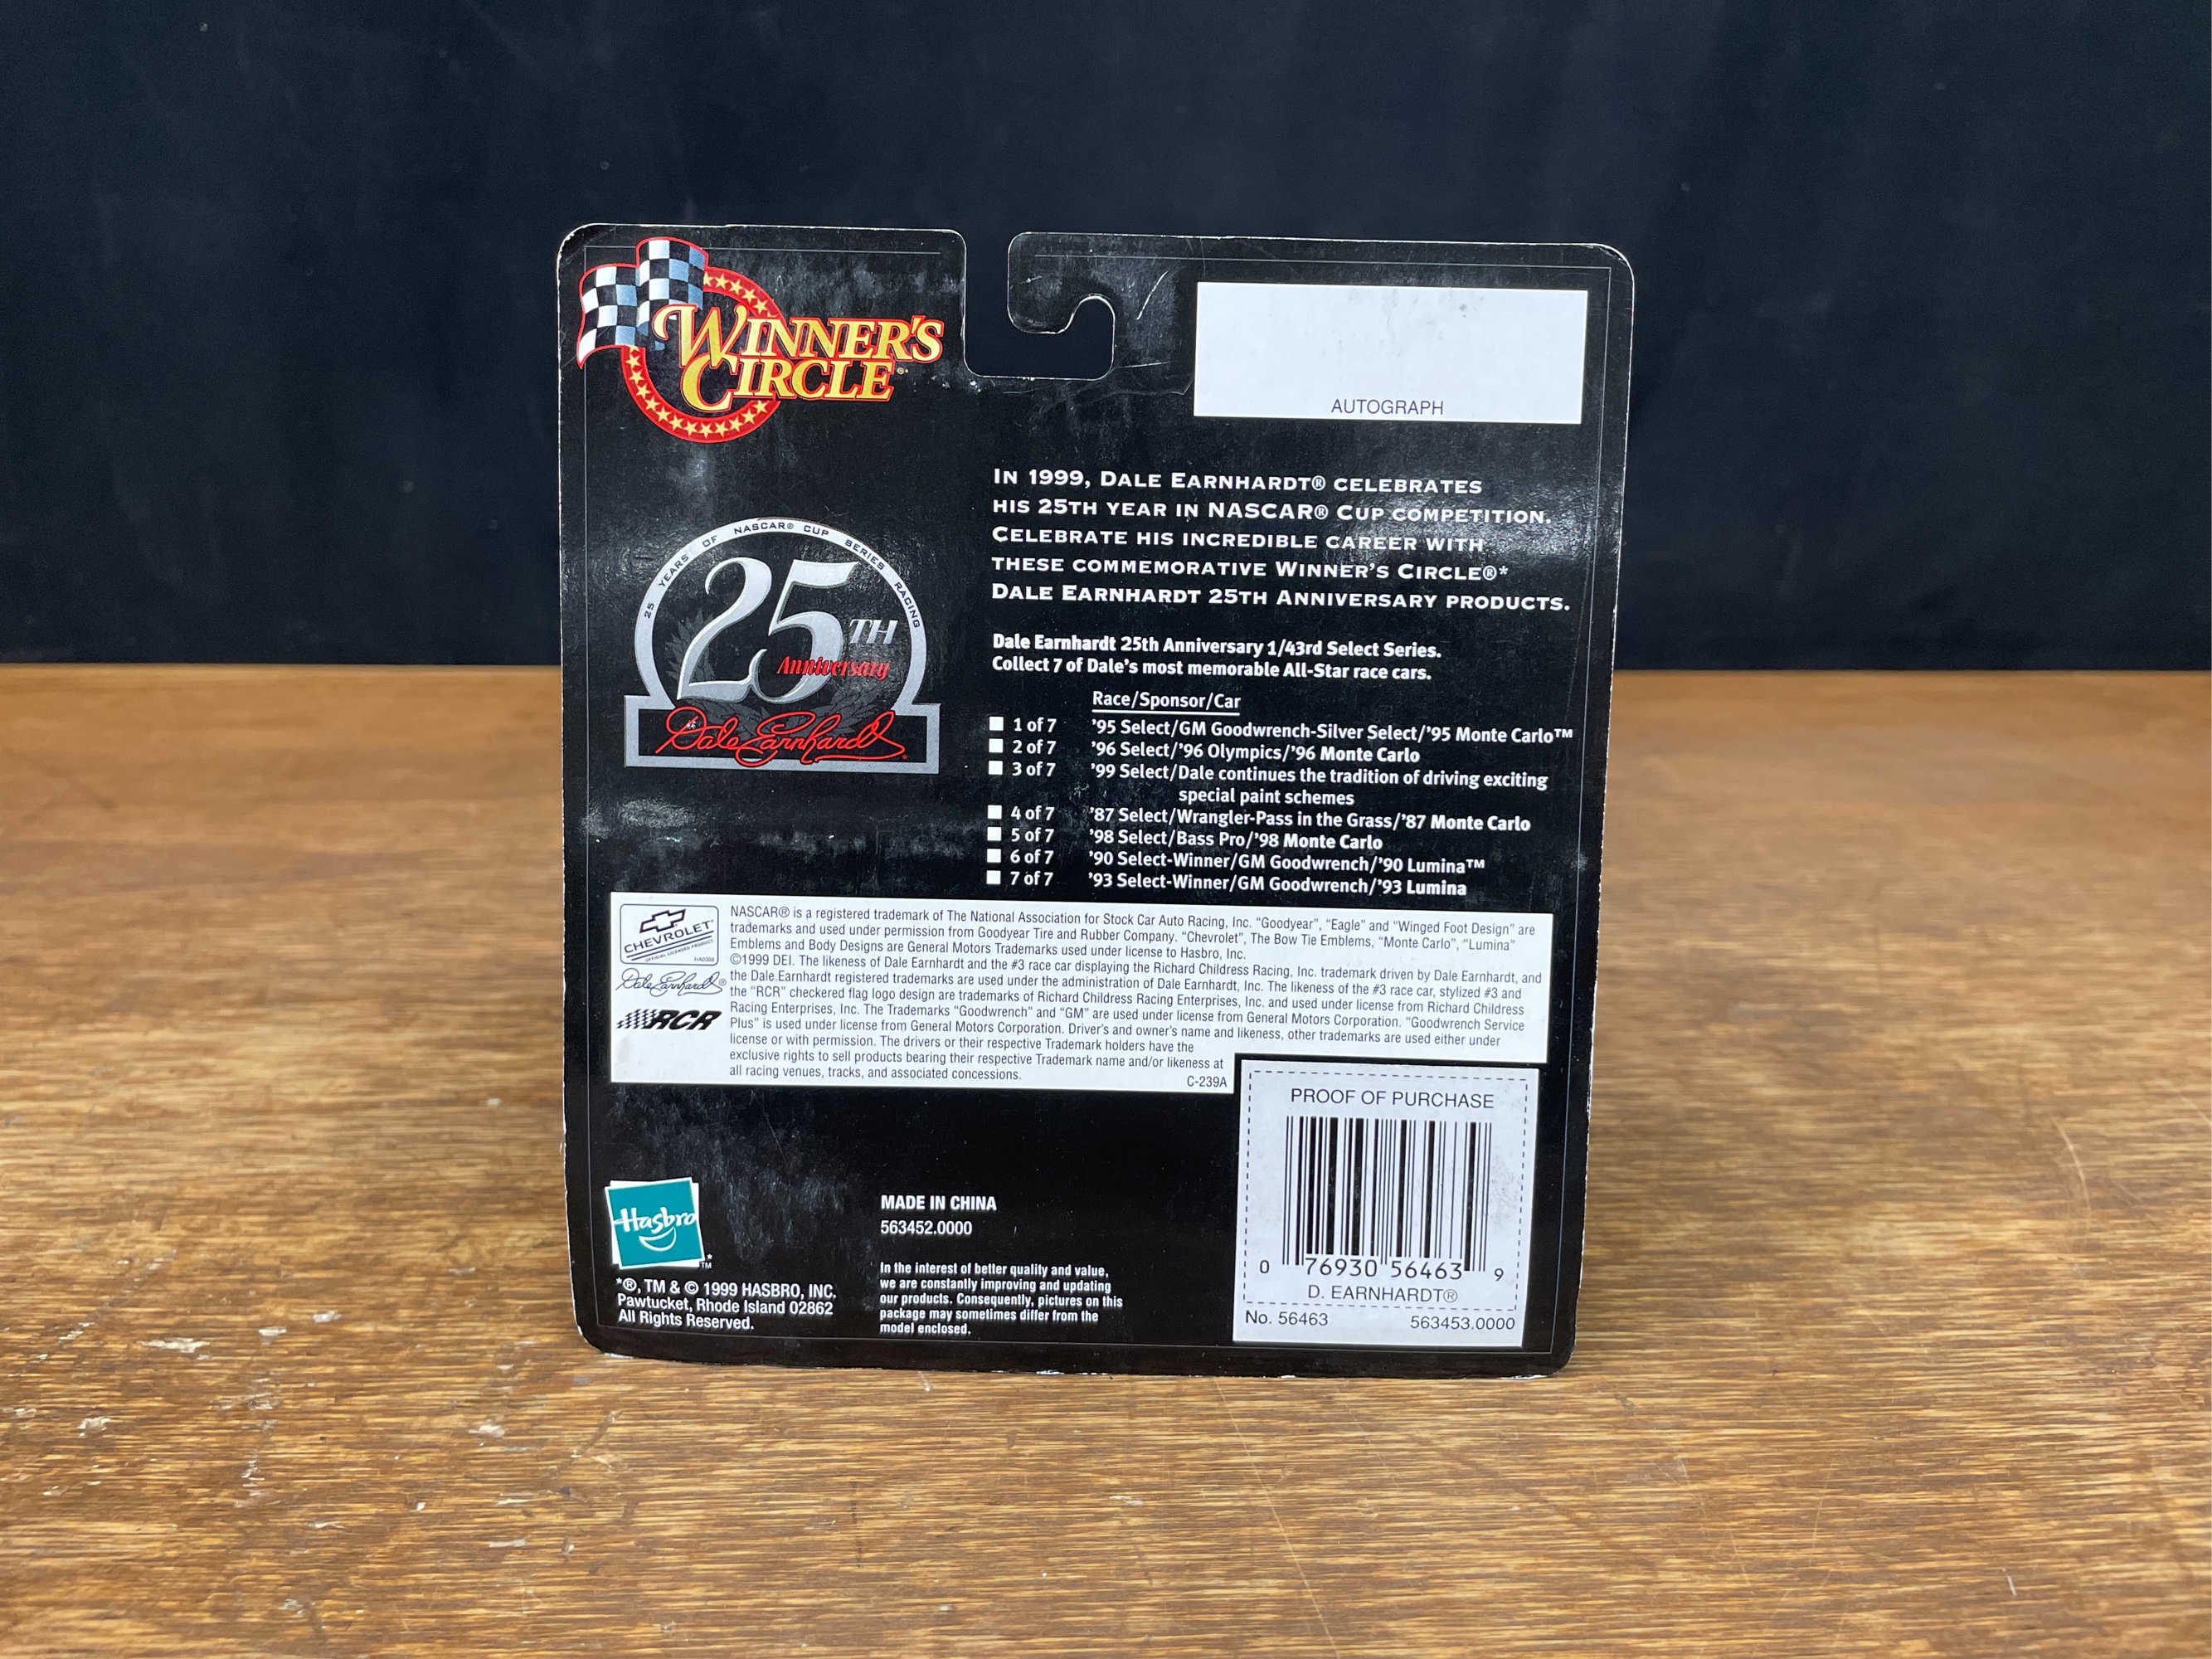 WINNER'S
CIRCLE®
AUTOGRAPH
IN 1999, DALE EARNHARDT® CELEBRATES
HIS 25TH YEAR IN NASCAR® CUP COMPETITION.
CELEBRATE HIS INCREDIBLE CAREER WITH
THESE COMMEMORATIVE WINNER'S CIRCLE®*
DALE EARNHARDT 25TH ANNIVERSARY PRODUCTS.
25 YEARS OF NASCAR® CUP SERIES RACING
25TH
Anniversary
Dale Earnhardt
Dale Earnhardt 25th Anniversary 1/43rd Select Series.
Collect 7 of Dale's most memorable All-Star race cars.
Race/Sponsor/Car
1 of 7 '95 Select/GM Goodwrench-Silver Select/'95 Monte Carlo™
2 of 7 '96 Select/'96 Olympics/'96 Monte Carlo
3 of 7 '99 Select/Dale continues the tradition of driving exciting
special paint schemes
4 of 7 '87 Select/Wrangler-Pass in the Grass/'87 Monte Carlo
5 of 7 '98 Select/Bass Pro/'98 Monte Carlo
6 of 7 '90 Select-Winner/GM Goodwrench/'90 Lumina™
7 of 7 '93 Select-Winner/GM Goodwrench/'93 Lumina
CHEVROLET
OFFICIAL LICENSED PRODUCT
Dale Earnhardt®
RCR
NASCAR® is a registered trademark of The National Association for Stock Car Auto Racing, Inc. "Goodyear", "Eagle" and "Winged Foot Design" are
trademarks and used under permission from Goodyear Tire and Rubber Company. "Chevrolet", The Bow Tie Emblems, "Monte Carlo", "Lumina"
Emblems and Body Designs are General Motors Trademarks used under license to Hasbro, Inc.
©1999 DEI. The likeness of Dale Earnhardt and the #3 race car displaying the Richard Childress Racing, Inc. trademark driven by Dale Earnhardt, and
the Dale Earnhardt registered trademarks are used under the administration of Dale Earnhardt, Inc. The likeness of the #3 race car, stylized #3 and
the "RCR" checkered flag logo design are trademarks of Richard Childress Racing Enterprises, Inc. and used under license from Richard Childress
Racing Enterprises, Inc. The Trademarks "Goodwrench" and "GM" are used under license from General Motors Corporation. "Goodwrench Service
Plus" is used under license from General Motors Corporation. Driver's and owner's name and likeness, other trademarks are used either under
license or with permission. The drivers or their respective Trademark holders have the
exclusive rights to sell products bearing their respective Trademark name and/or likeness at
all racing venues, tracks, and associated concessions. C-239A
PROOF OF PURCHASE
0 76930 56463 9
D. EARNHARDT®
No. 56463 563453.0000
Hasbro
*™
*®, TM & © 1999 HASBRO, INC.
Pawtucket, Rhode Island 02862
All Rights Reserved.
MADE IN CHINA
563452.0000
In the interest of better quality and value,
we are constantly improving and updating
our products. Consequently, pictures on this
package may sometimes differ from the
model enclosed.